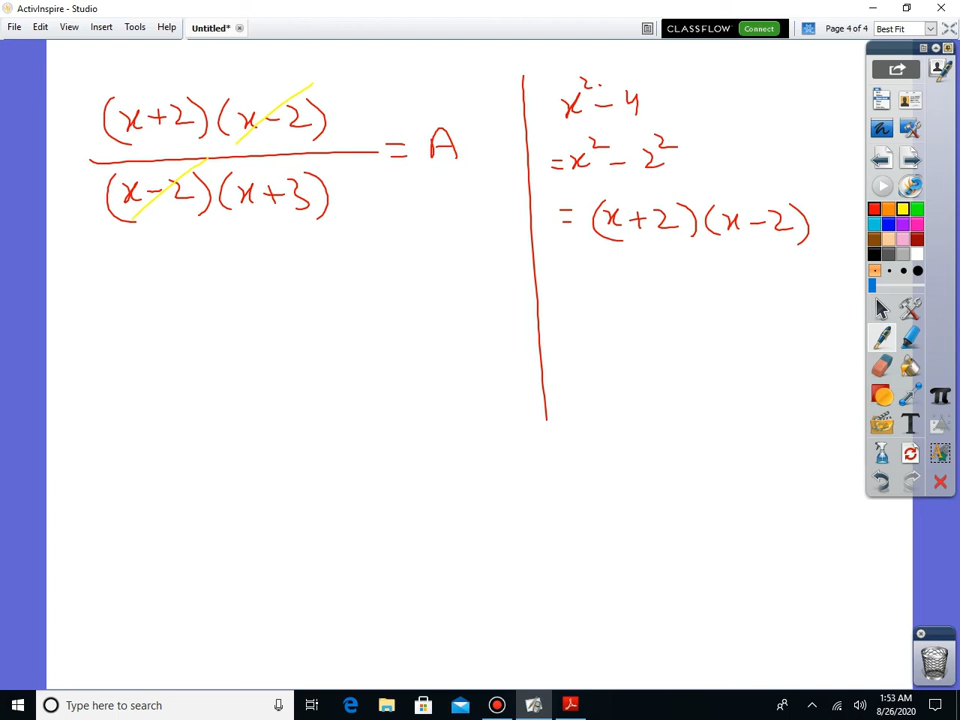 ActivInspire - Studio
File Edit View Insert Tools Help Untitled* CLASSFLOW Connect Page 4 of 4 Best Fit
(x+2)(x-2)
= A
(x-2)(x+3)
x² - 4
= x² - 2²
= (x+2)(x-2)
T
Type here to search
1:53 AM
8/26/2020